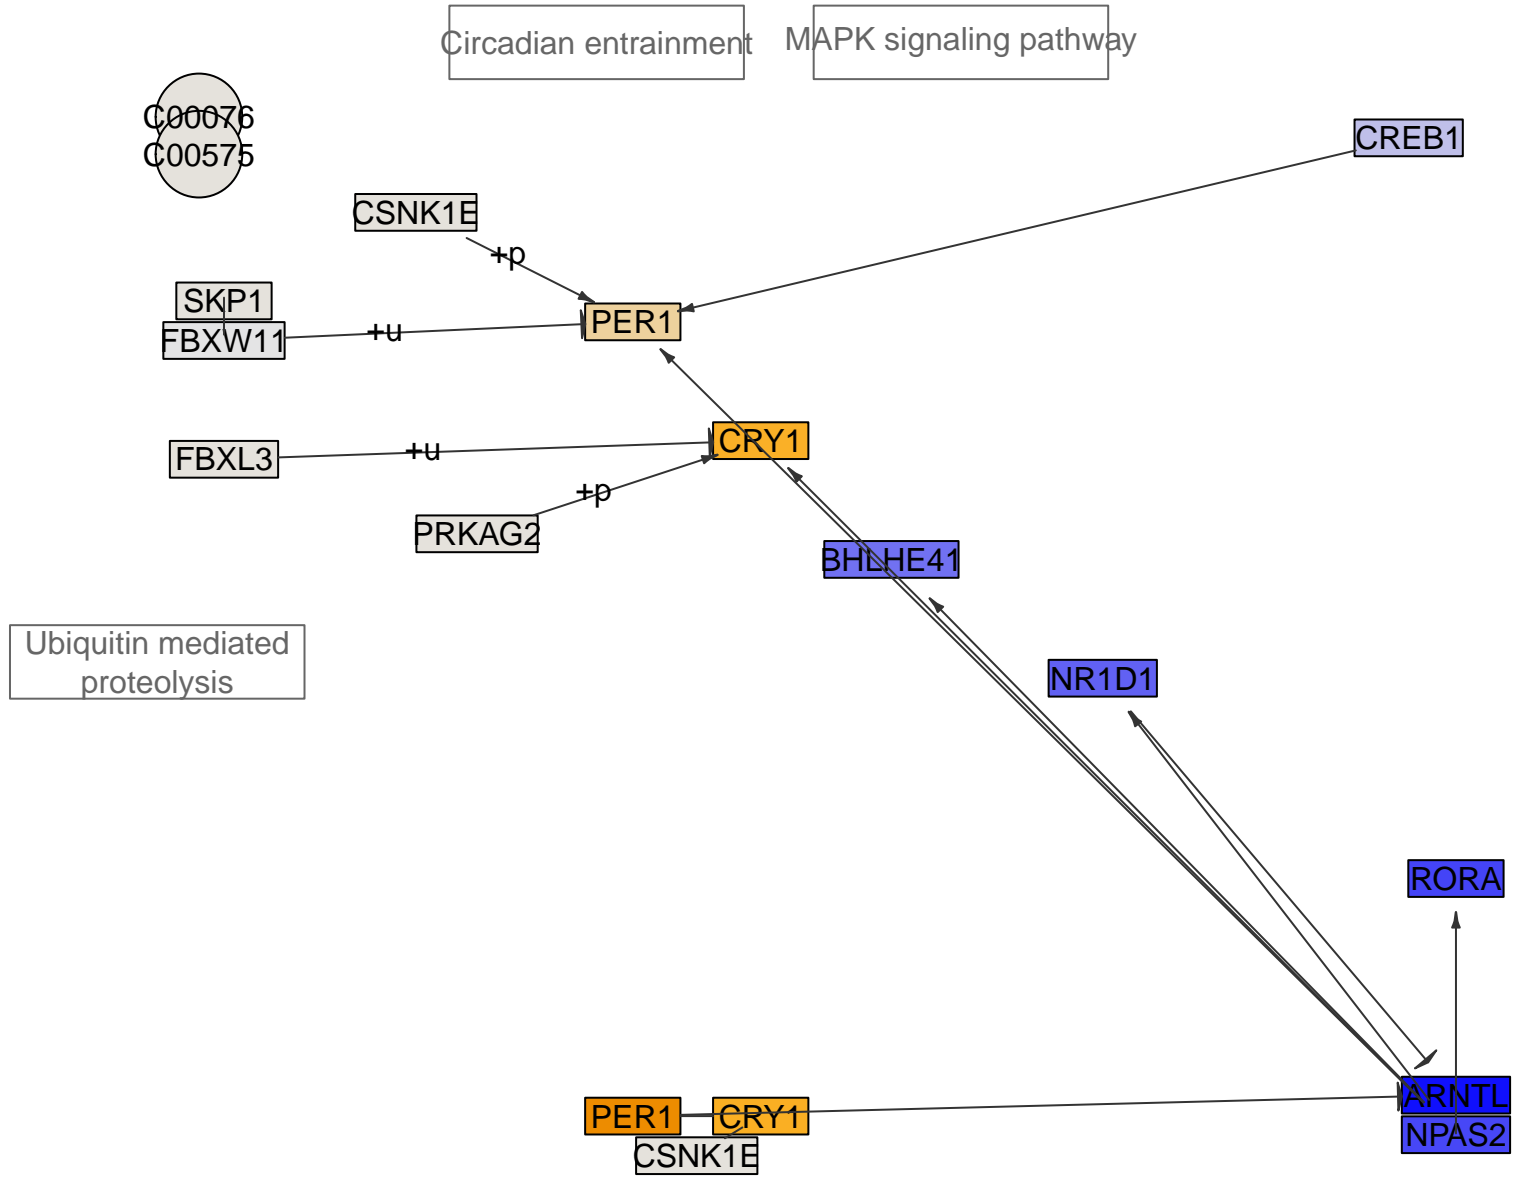 Circadian entrainment
MAPK signaling pathway
C00076
C00575
CREB1
CSNK1E
+p
SKP1
PER1
FBXW11
+u
CRY1
FBXL3
+u
+p
PRKAG2
BHLHE41
Ubiquitin mediated
proteolysis
NR1D1
RORA
ARNTL
PER1
CRY1
NPAS2
CSNK1E